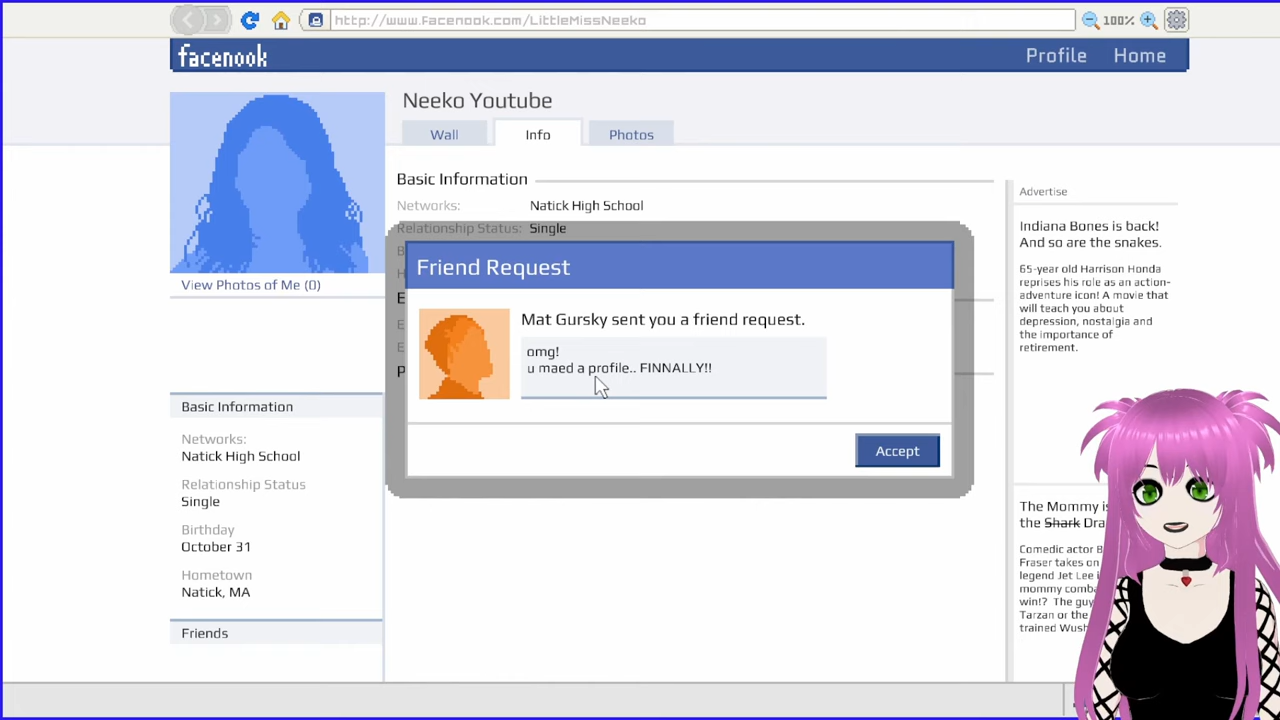 http://www.Facenook.com/LittleMissNeeko
100%
facenook
Profile
Home
Neeko Youtube
Wall
Info
Photos
Basic Information
Networks: Natick High School
Relationship Status: Single
View Photos of Me (0)
Friend Request
Mat Gursky sent you a friend request.
omg!
u maed a profile.. FINNALLY!!
Accept
Basic Information
Networks:
Natick High School
Relationship Status
Single
Birthday
October 31
Hometown
Natick, MA
Friends
Advertise
Indiana Bones is back!
And so are the snakes.
65-year old Harrison Honda
reprises his role as an action-
adventure icon! A movie that
will teach you about
depression, nostalgia and
the importance of
retirement.
The Mommy is
the Shark Dra
Comedic actor B
Fraser takes on
legend Jet Lee i
mommy comba
win!? The guy
Tarzan or the
trained Wush